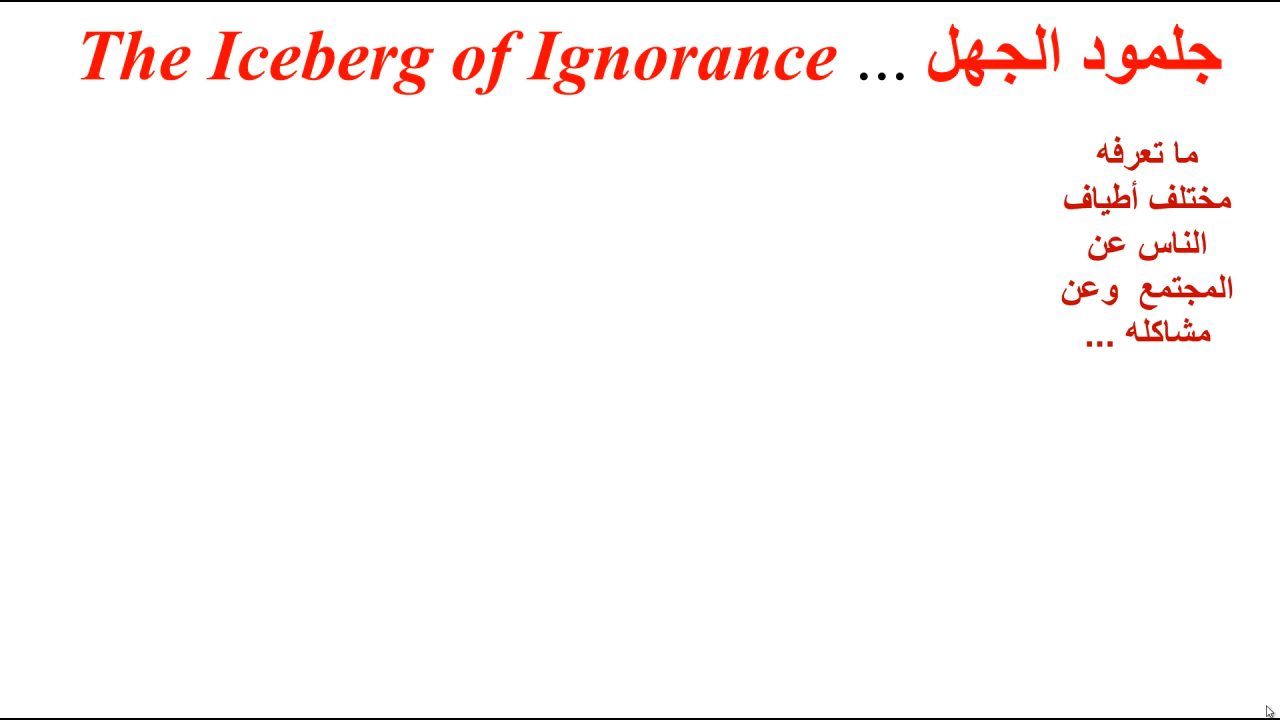 جلمود الجهل ... The Iceberg of Ignorance
ما تعرفه
مختلف أطياف
الناس عن
المجتمع وعن
مشاكله ...